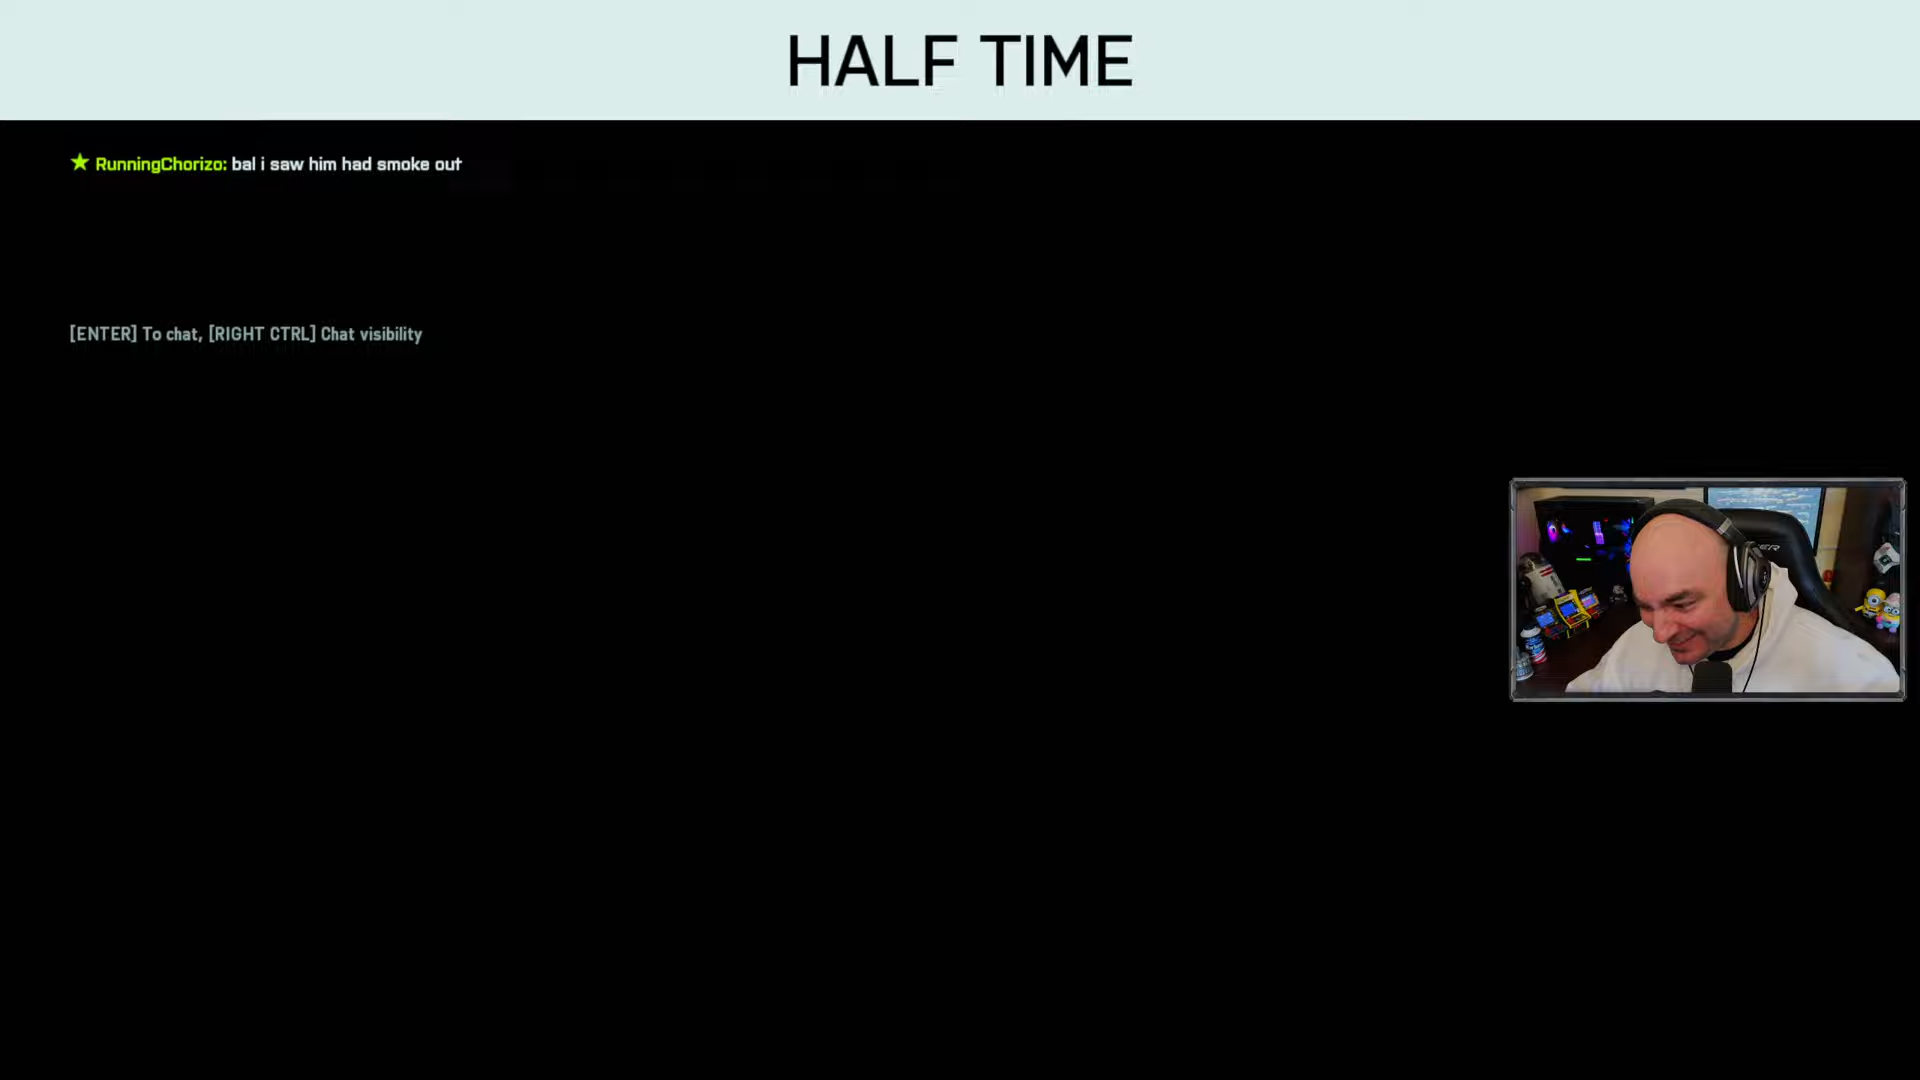 HALF TIME
★ RunningChorizo: bal i saw him had smoke out
[ENTER] To chat, [RIGHT CTRL] Chat visibility